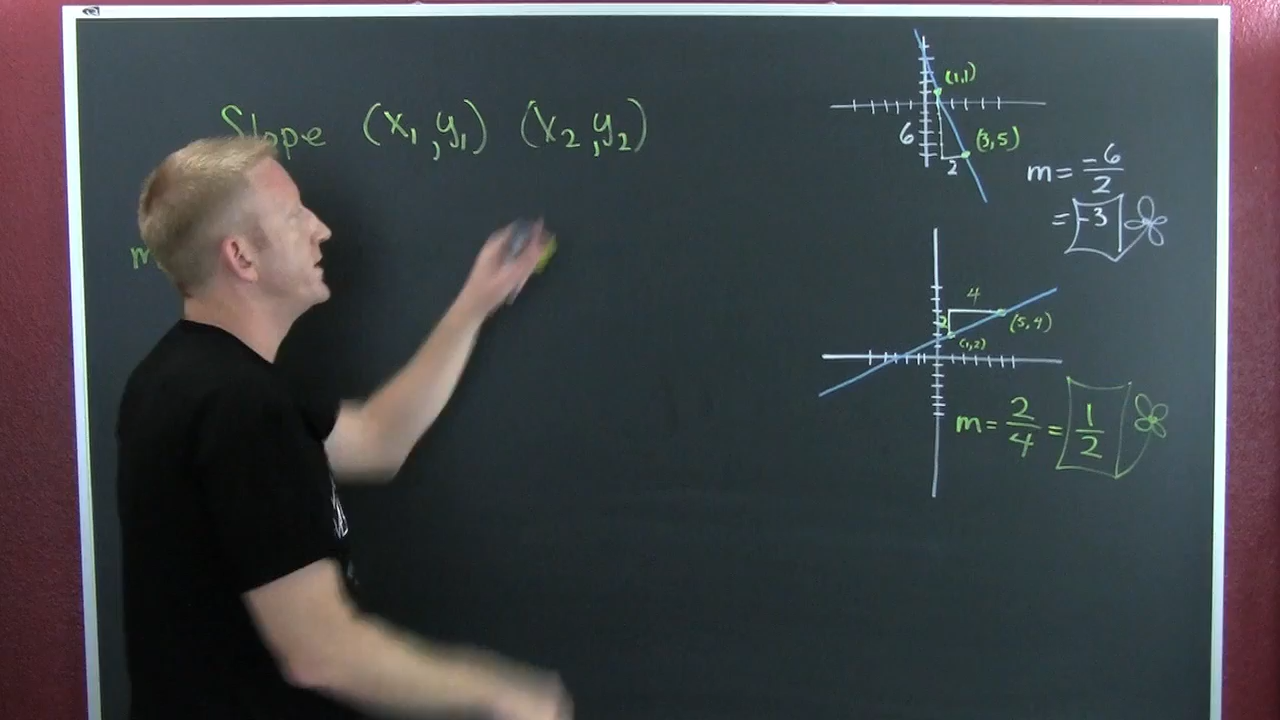 Slope (x₁,y₁) (x₂,y₂)
m
(1,1)
6
(3,5)
2
m = -6/2
= -3
4
2
(5,4)
(1,2)
m = 2/4 = 1/2